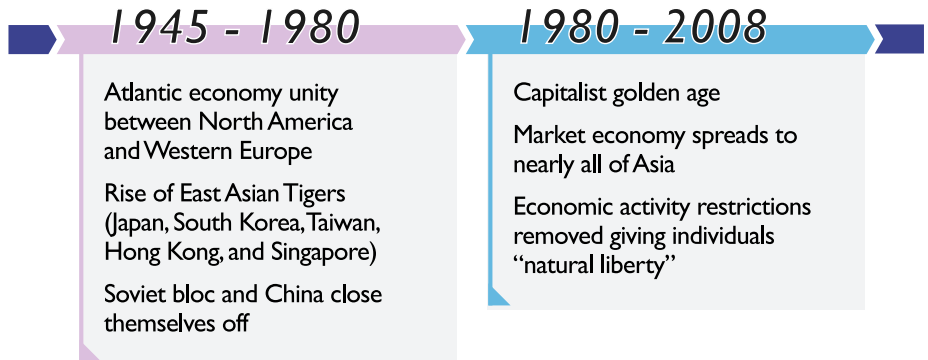 1945 - 1980
Atlantic economy unity
between North America
and Western Europe
Rise of East Asian Tigers
(Japan, South Korea, Taiwan,
Hong Kong, and Singapore)
Soviet bloc and China close
themselves off
1980 - 2008
Capitalist golden age
Market economy spreads to
nearly all of Asia
Economic activity restrictions
removed giving individuals
“natural liberty”